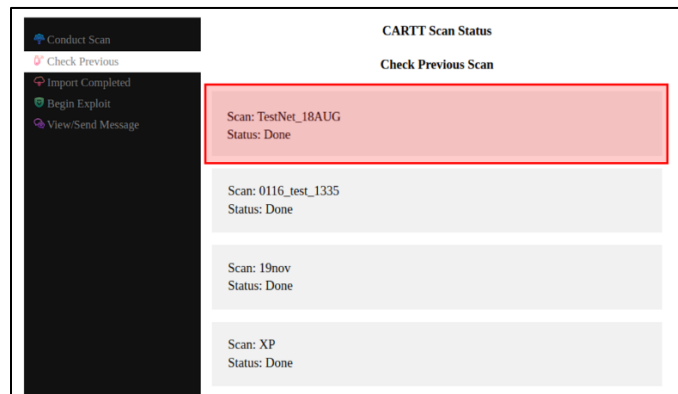 Conduct Scan
Check Previous
Import Completed
Begin Exploit
View/Send Message
CARTT Scan Status
Check Previous Scan
Scan: TestNet_18AUG
Status: Done
Scan: 0116_test_1335
Status: Done
Scan: 19nov
Status: Done
Scan: XP
Status: Done